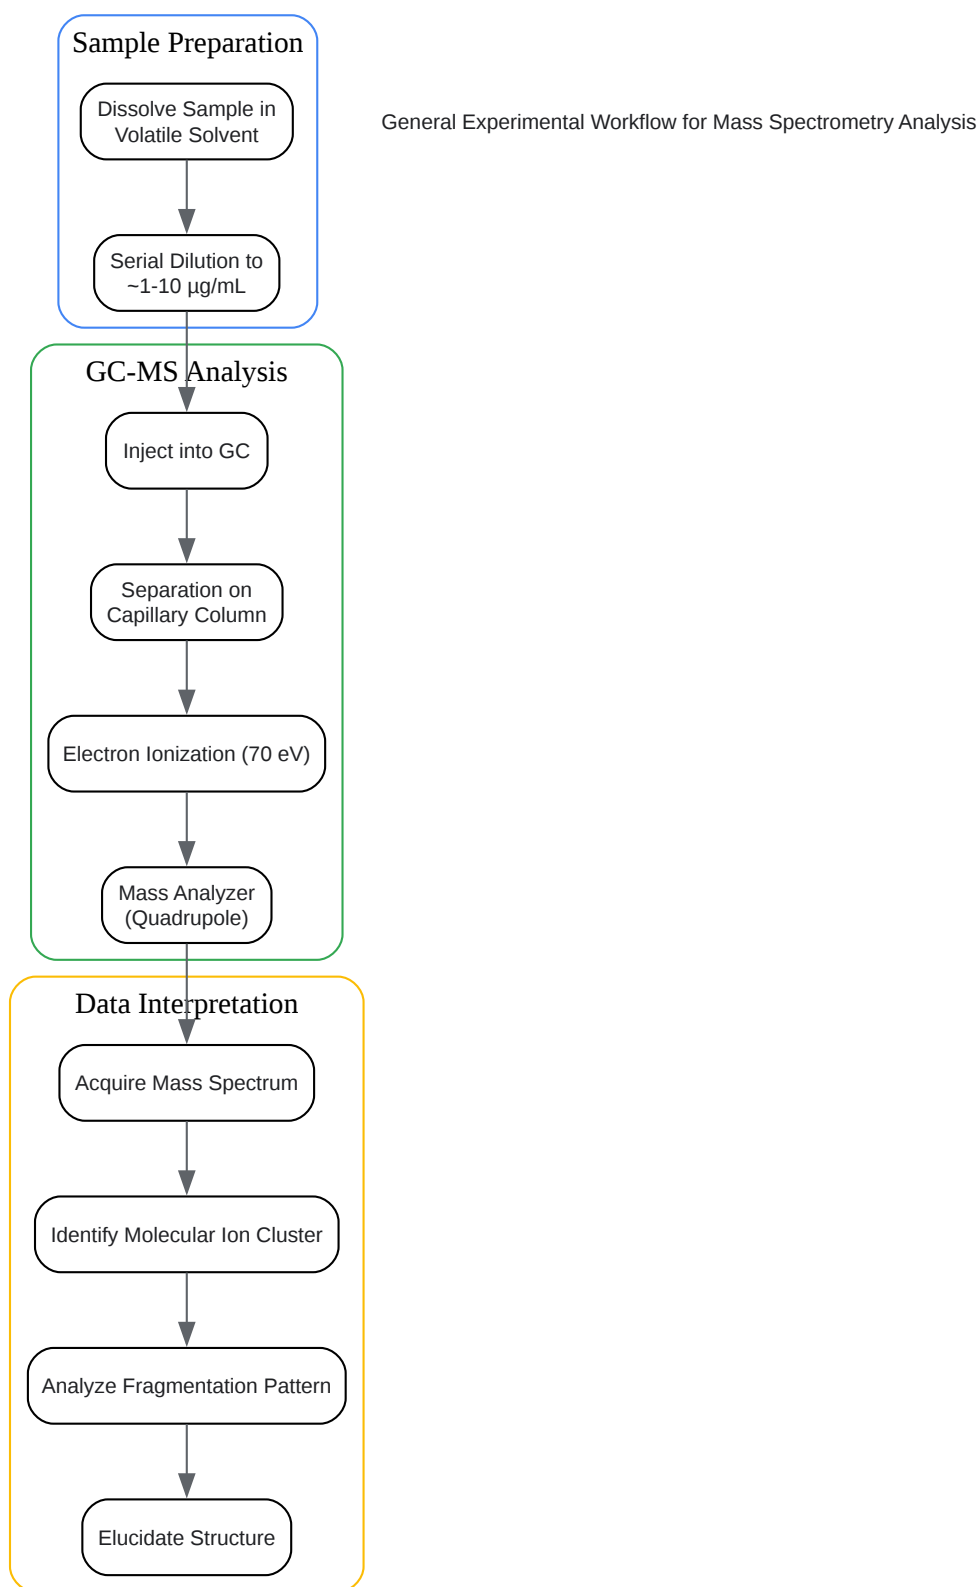 Sample Preparation
Dissolve Sample in
Volatile Solvent
General Experimental Workflow for Mass Spectrometry Analysis
Serial Dilution to
~1-10 µg/mL
GC-MS Analysis
Inject into GC
Separation on
Capillary Column
Electron Ionization (70 eV)
Mass Analyzer
(Quadrupole)
Data Interpretation
Acquire Mass Spectrum
Identify Molecular Ion Cluster
Analyze Fragmentation Pattern
Elucidate Structure